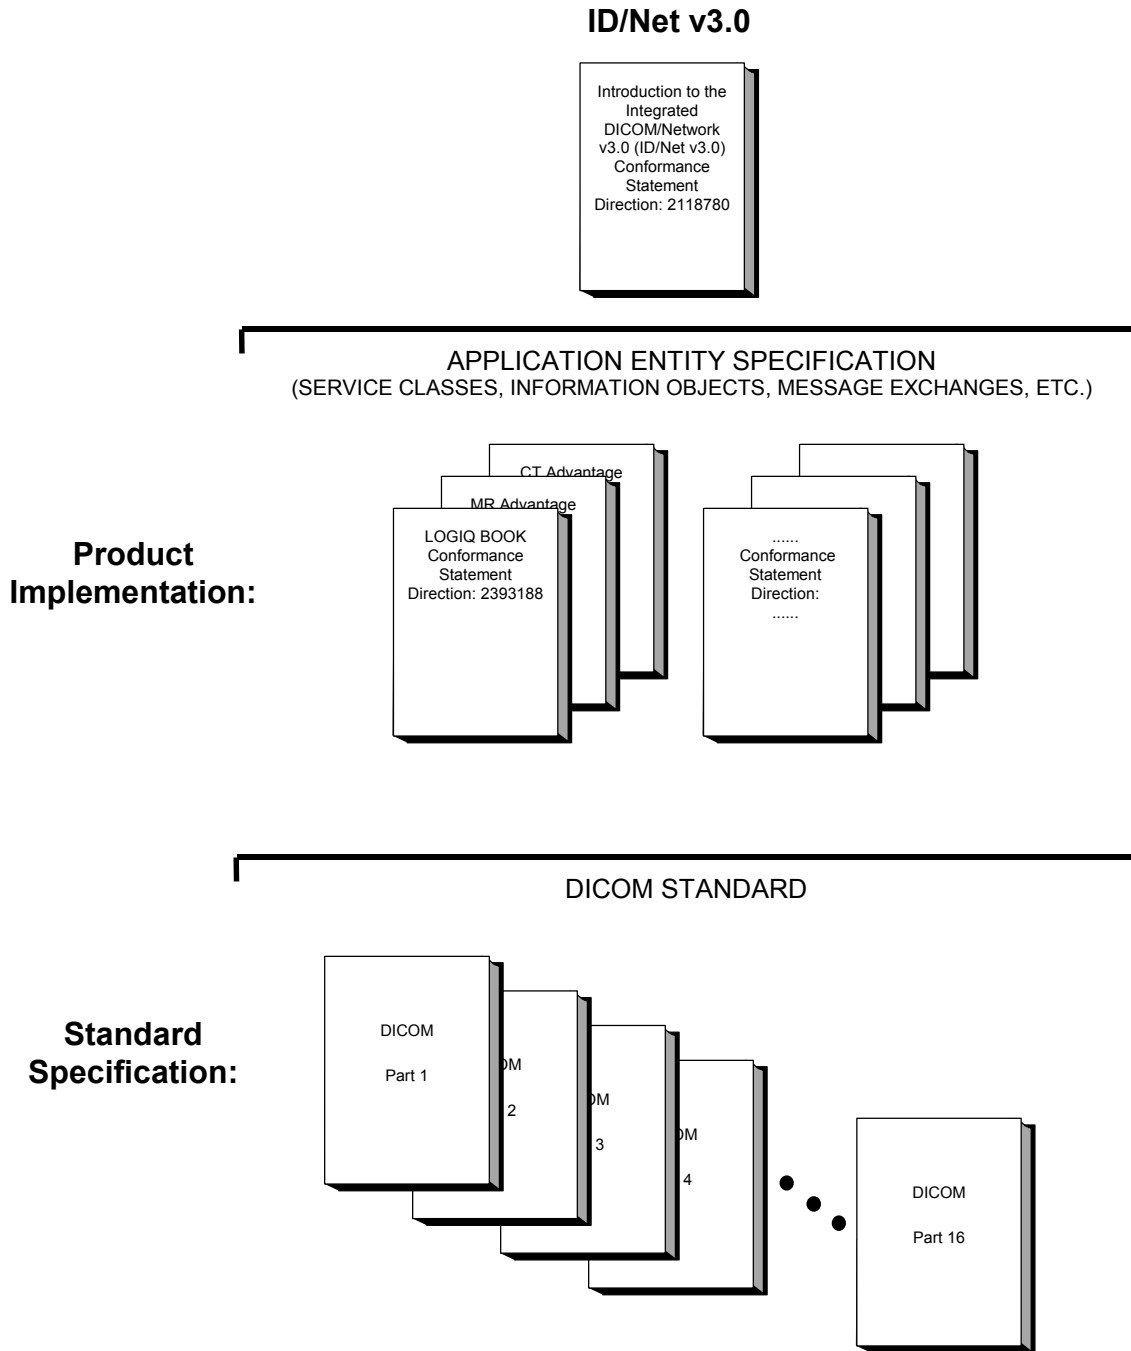 ID/Net v3.0
Introduction to the
Integrated
DICOM/Network
v3.0 (ID/Net v3.0)
Conformance
Statement
Direction: 2118780
APPLICATION ENTITY SPECIFICATION
(SERVICE CLASSES, INFORMATION OBJECTS, MESSAGE EXCHANGES, ETC.)
Product
Implementation:
CT Advantage
MR Advantage
LOGIQ BOOK
Conformance
Statement
Direction: 2393188
......
Conformance
Statement
Direction:
......
DICOM STANDARD
Standard
Specification:
DICOM
Part 1
OM
2
OM
3
OM
4
DICOM
Part 16